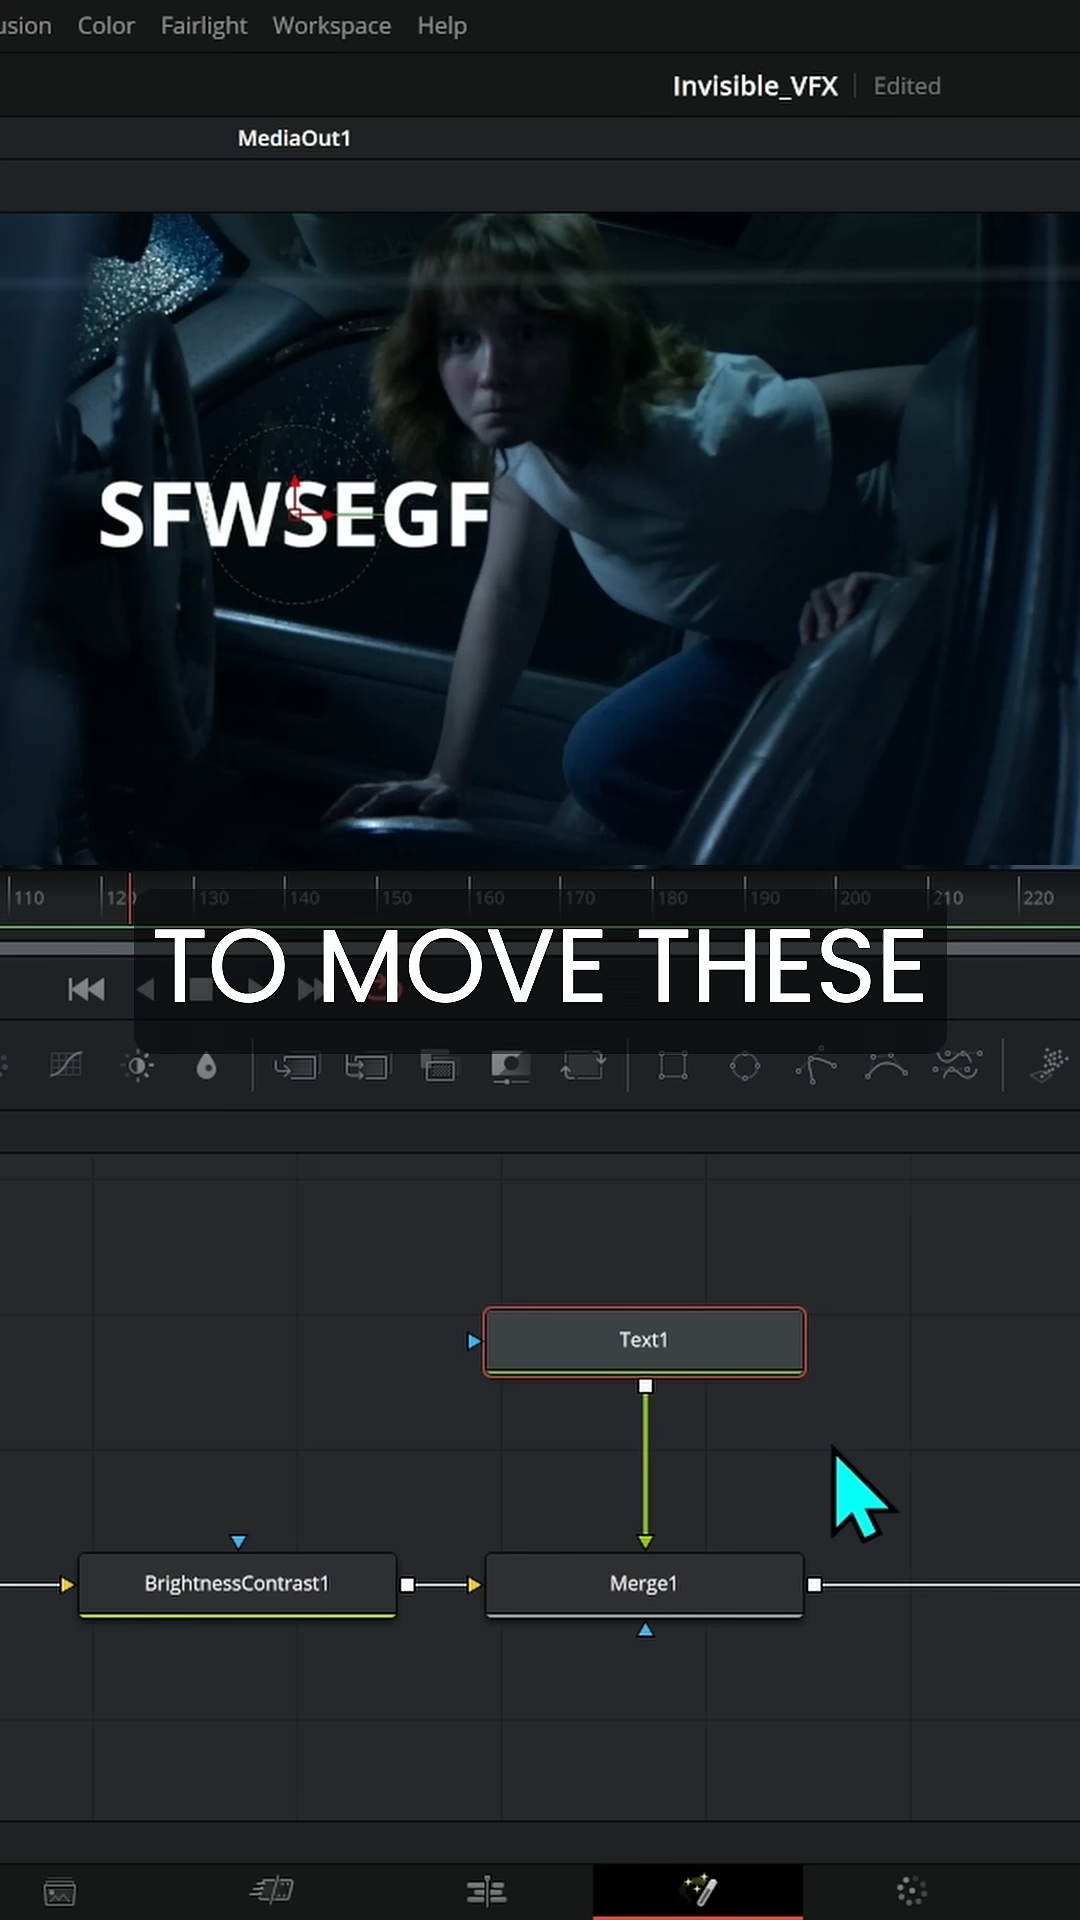 usion Color Fairlight Workspace Help
Invisible_VFX Edited
MediaOut1
SFWSEGF
110 120 130 140 150 160 170 180 190 200 210 220
TO MOVE THESE
Text1
BrightnessContrast1 Merge1